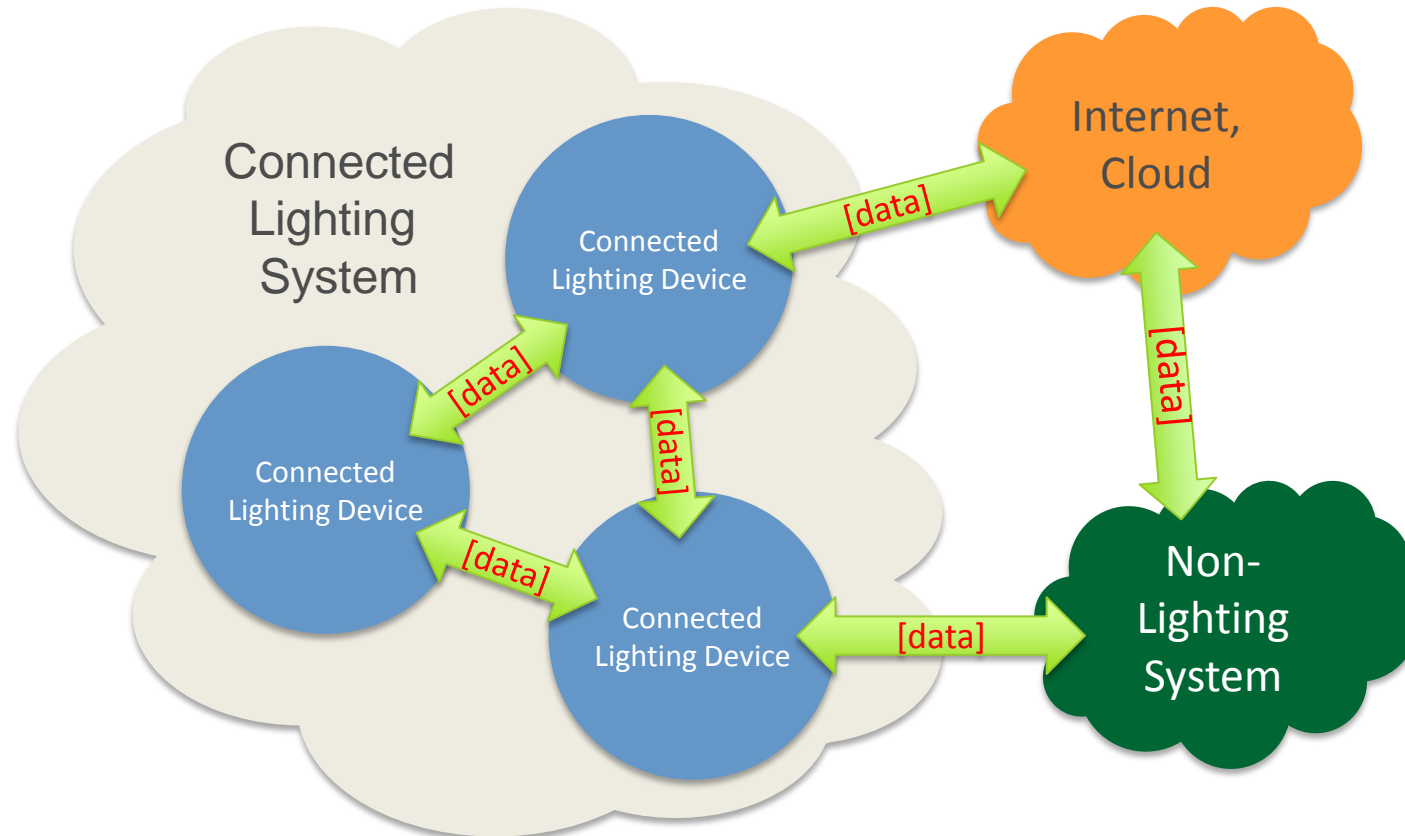 Connected
Lighting
System
Connected
Lighting Device
[data]
Internet,
Cloud
[data]
[data]
[data]
Connected
Lighting Device
[data]
Connected
Lighting Device
[data]
Non-
Lighting
System